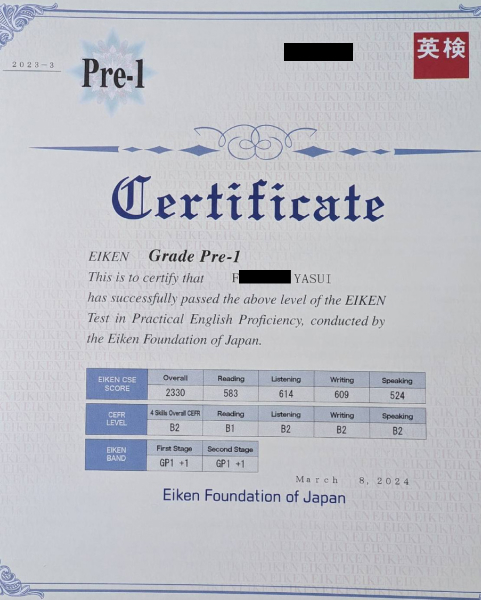 英検
2023-3
Pre-1
Certificate
EIKEN Grade Pre-1
This is to certify that F YASUI
has successfully passed the above level of the EIKEN
Test in Practical English Proficiency, conducted by
the Eiken Foundation of Japan.
EIKEN CSE SCORE Overall Reading Listening Writing Speaking
2330 583 614 609 524
CEFR LEVEL 4 Skills Overall CEFR Reading Listening Writing Speaking
B2 B1 B2 B2 B2
EIKEN BAND First Stage Second Stage
GP1 +1 GP1 +1
March 8, 2024
Eiken Foundation of Japan